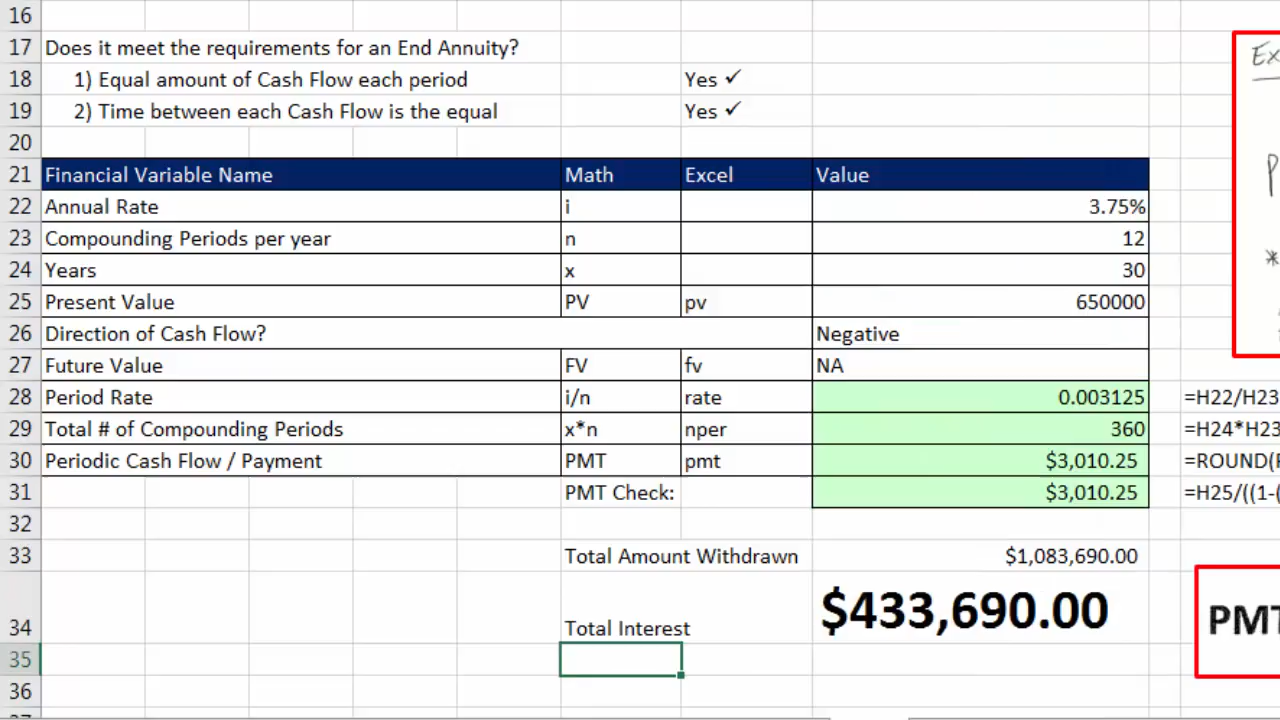 16
17 Does it meet the requirements for an End Annuity?
18 1) Equal amount of Cash Flow each period Yes ✓
19 2) Time between each Cash Flow is the equal Yes ✓
20
21 Financial Variable Name Math Excel Value
22 Annual Rate i 3.75%
23 Compounding Periods per year n 12
24 Years x 30
25 Present Value PV pv 650000
26 Direction of Cash Flow? Negative
27 Future Value FV fv NA
28 Period Rate i/n rate 0.003125 =H22/H23
29 Total # of Compounding Periods x*n nper 360 =H24*H23
30 Periodic Cash Flow / Payment PMT pmt $3,010.25 =ROUND(
31 PMT Check: $3,010.25 =H25/((1-(
32
33 Total Amount Withdrawn $1,083,690.00
34 Total Interest $433,690.00
35
36
Ex
P
*
PMT